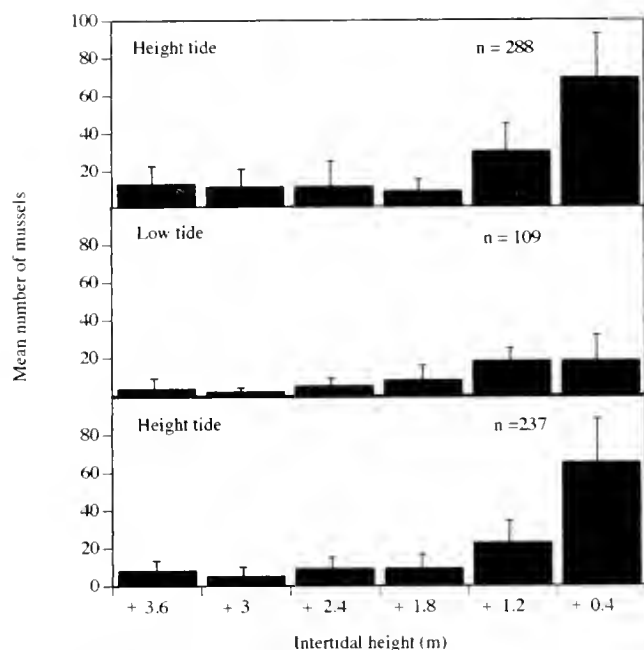 Mean number of mussels
100
80
60
40
20
Height tide
n = 288
80
60
40
20
Low tide
n = 109
80
60
40
20
0
Height tide
n =237
+ 3.6 + 3 + 2.4 + 1.8 + 1.2 + 0.4
Intertidal height (m)